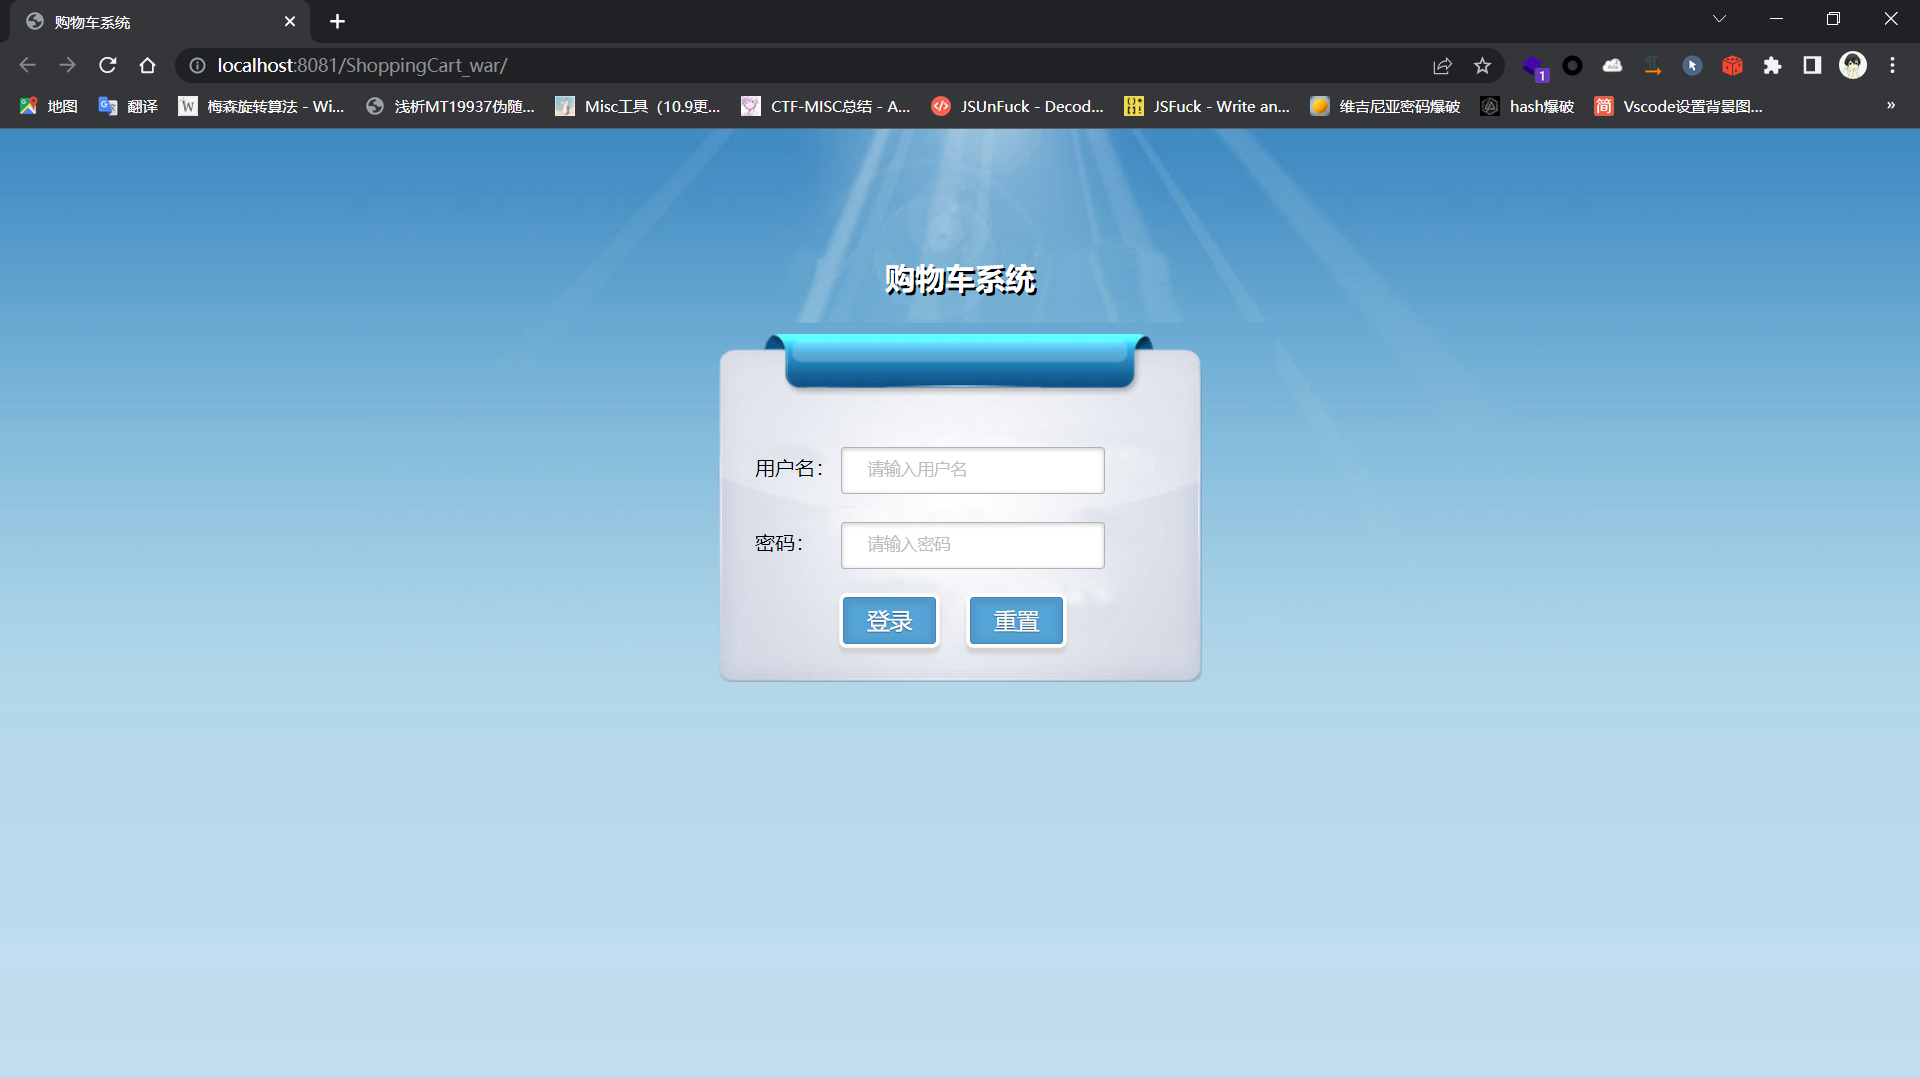 购物车系统
localhost:8081/ShoppingCart_war/
1
地图 翻译 W 梅森旋转算法 - Wi... 浅析MT19937伪随... Misc工具（10.9更... CTF-MISC总结 - A... JSUnFuck - Decod... JSFuck - Write an... 维吉尼亚密码爆破 hash爆破 简 Vscode设置背景图... »
购物车系统
用户名： 请输入用户名
密码： 请输入密码
登录 重置